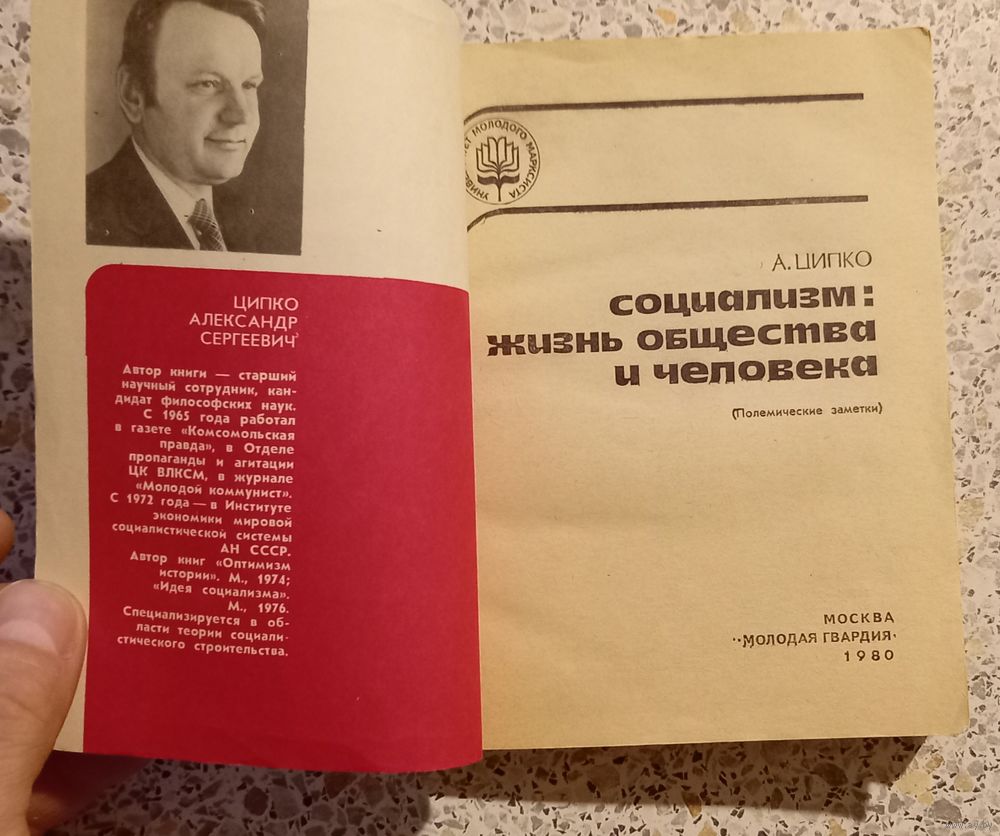 ЦИПКО
АЛЕКСАНДР
СЕРГЕЕВИЧ
Автор книги — старший
научный сотрудник, кан-
дидат философских наук.
С 1965 года работал
в газете «Комсомольская
правда», в Отделе
пропаганды и агитации
ЦК ВЛКСМ, в журнале
«Молодой коммунист».
С 1972 года — в Институте
экономики мировой
социалистической системы
АН СССР.
Автор книг «Оптимизм
истории». М., 1974;
«Идея социализма».
М., 1976.
Специализируется в об-
ласти теории социали-
стического строительства.
МОЛОДОГО МАРКСИСТА
А. ЦИПКО
социализм:
жизнь общества
и человека
(Полемические заметки)
МОСКВА
«МОЛОДАЯ ГВАРДИЯ»
1980